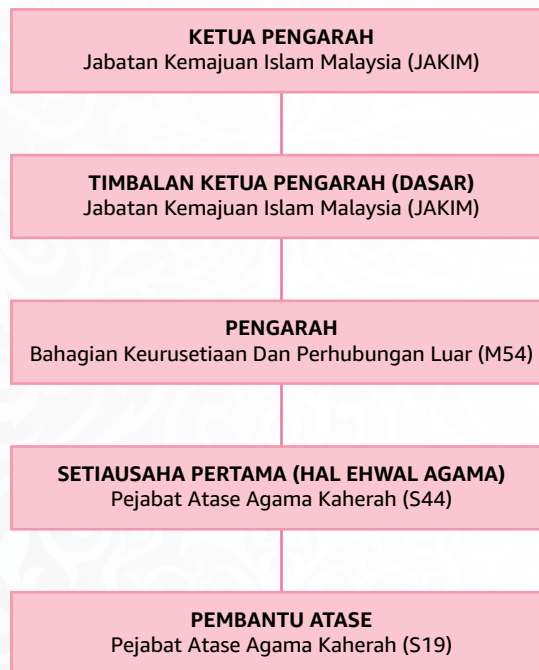 KETUA PENGARAH
Jabatan Kemajuan Islam Malaysia (JAKIM)
TIMBALAN KETUA PENGARAH (DASAR)
Jabatan Kemajuan Islam Malaysia (JAKIM)
PENGARAH
Bahagian Keurusetiaan Dan Perhubungan Luar (M54)
SETIAUSAHA PERTAMA (HAL EHWAL AGAMA)
Pejabat Atase Agama Kaherah (S44)
PEMBANTU ATASE
Pejabat Atase Agama Kaherah (S19)